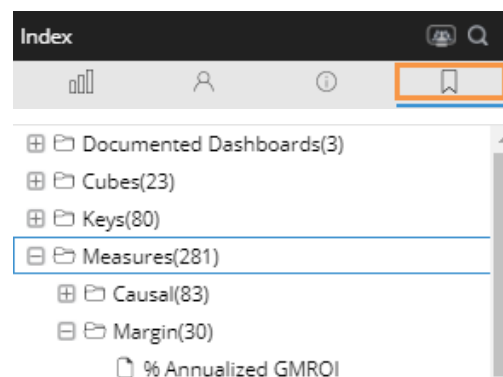 Index
Documented Dashboards(3)
Cubes(23)
Keys(80)
Measures(281)
Causal(83)
Margin(30)
% Annualized GMROI